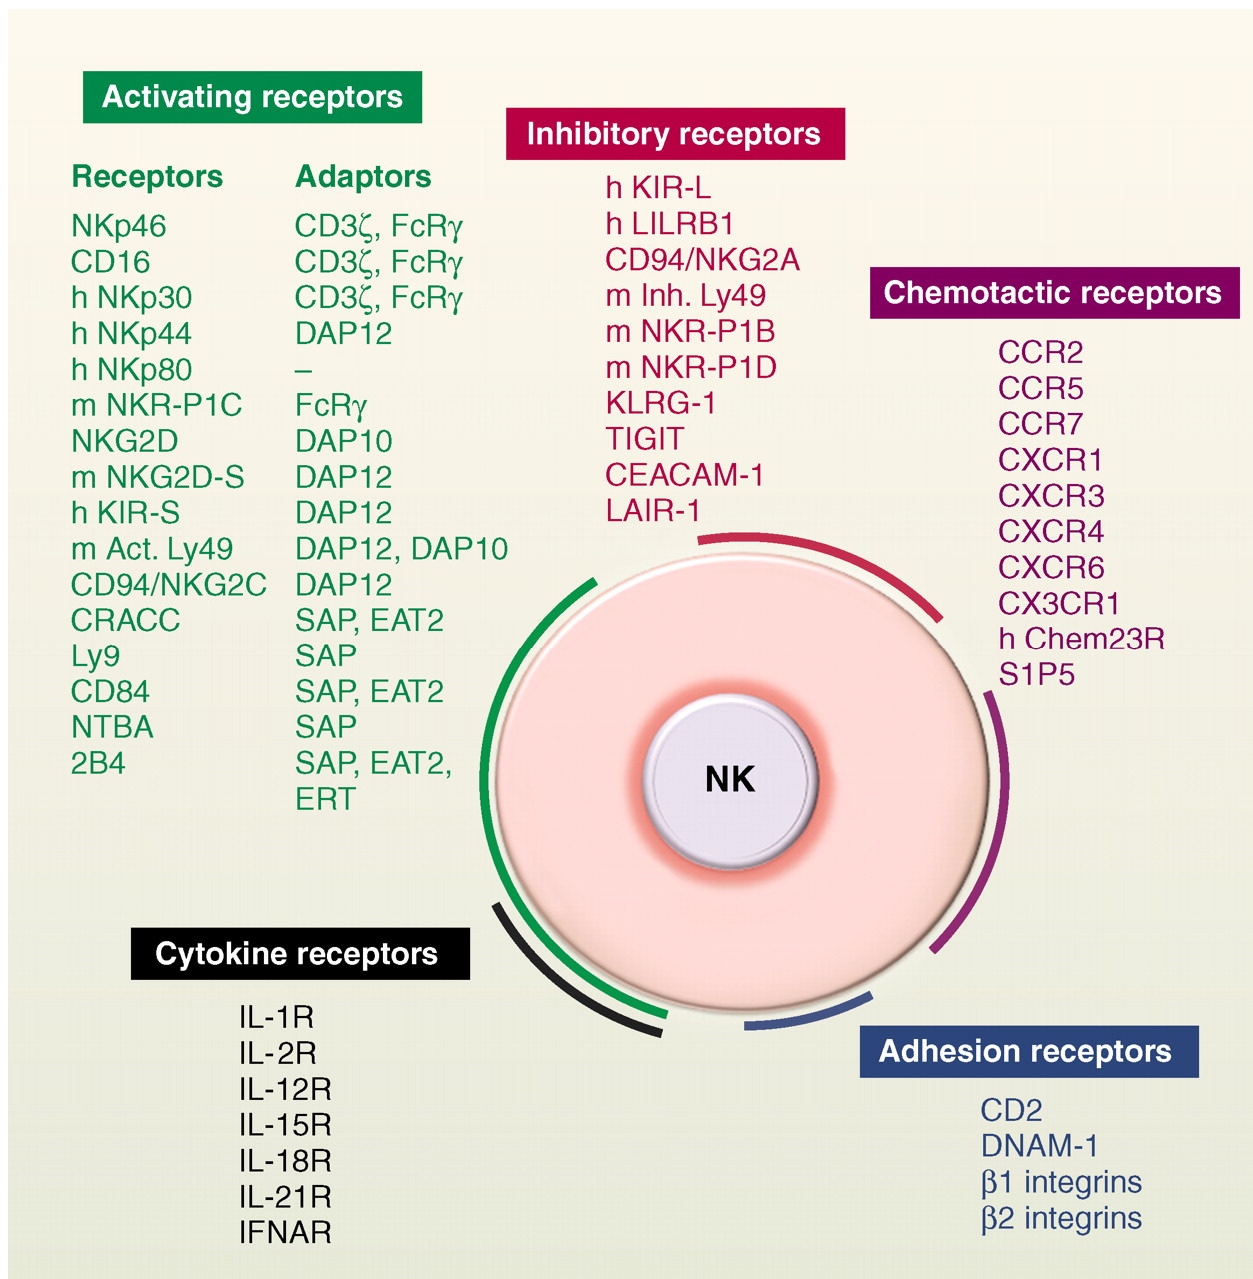 Activating receptors
Receptors Adaptors
NKp46 CD3ζ, FcRγ
CD16 CD3ζ, FcRγ
h NKp30 CD3ζ, FcRγ
h NKp44 DAP12
h NKp80 –
m NKR-P1C FcRγ
NKG2D DAP10
m NKG2D-S DAP12
h KIR-S DAP12
m Act. Ly49 DAP12, DAP10
CD94/NKG2C DAP12
CRACC SAP, EAT2
Ly9 SAP
CD84 SAP, EAT2
NTBA SAP
2B4 SAP, EAT2,
ERT
Inhibitory receptors
h KIR-L
h LILRB1
CD94/NKG2A
m Inh. Ly49
m NKR-P1B
m NKR-P1D
KLRG-1
TIGIT
CEACAM-1
LAIR-1
Chemotactic receptors
CCR2
CCR5
CCR7
CXCR1
CXCR3
CXCR4
CXCR6
CX3CR1
h Chem23R
S1P5
NK
Cytokine receptors
IL-1R
IL-2R
IL-12R
IL-15R
IL-18R
IL-21R
IFNAR
Adhesion receptors
CD2
DNAM-1
β1 integrins
β2 integrins